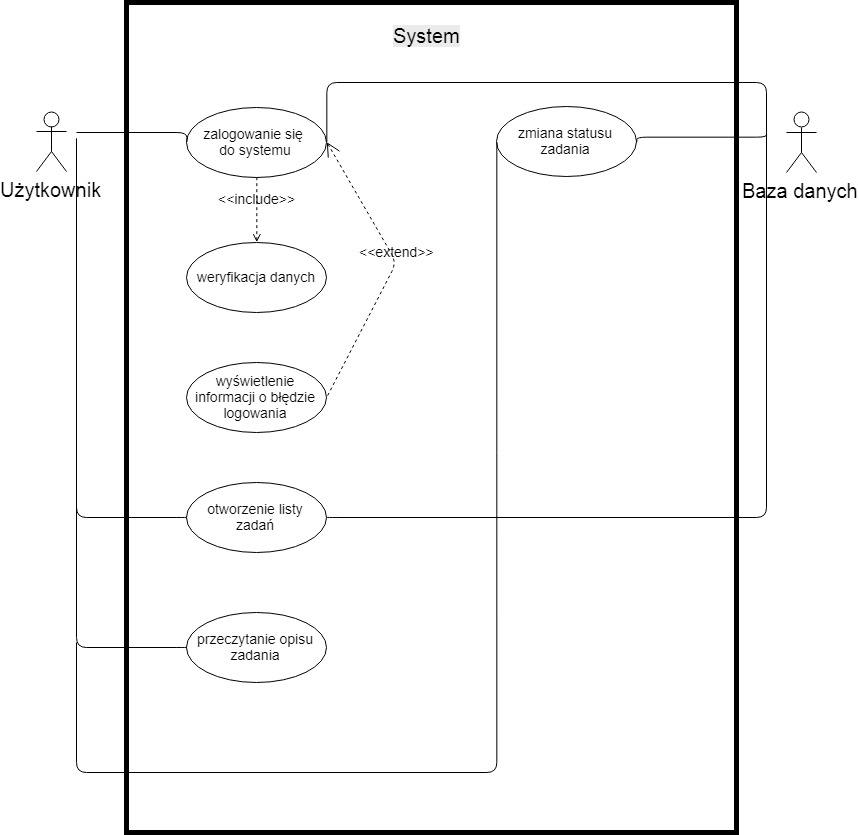 System
zalogowanie się
do systemu
zmiana statusu
zadania
Użytkownik
Baza danych
<<include>>
<<extend>>
weryfikacja danych
wyświetlenie
informacji o błędzie
logowania
otworzenie listy
zadań
przeczytanie opisu
zadania